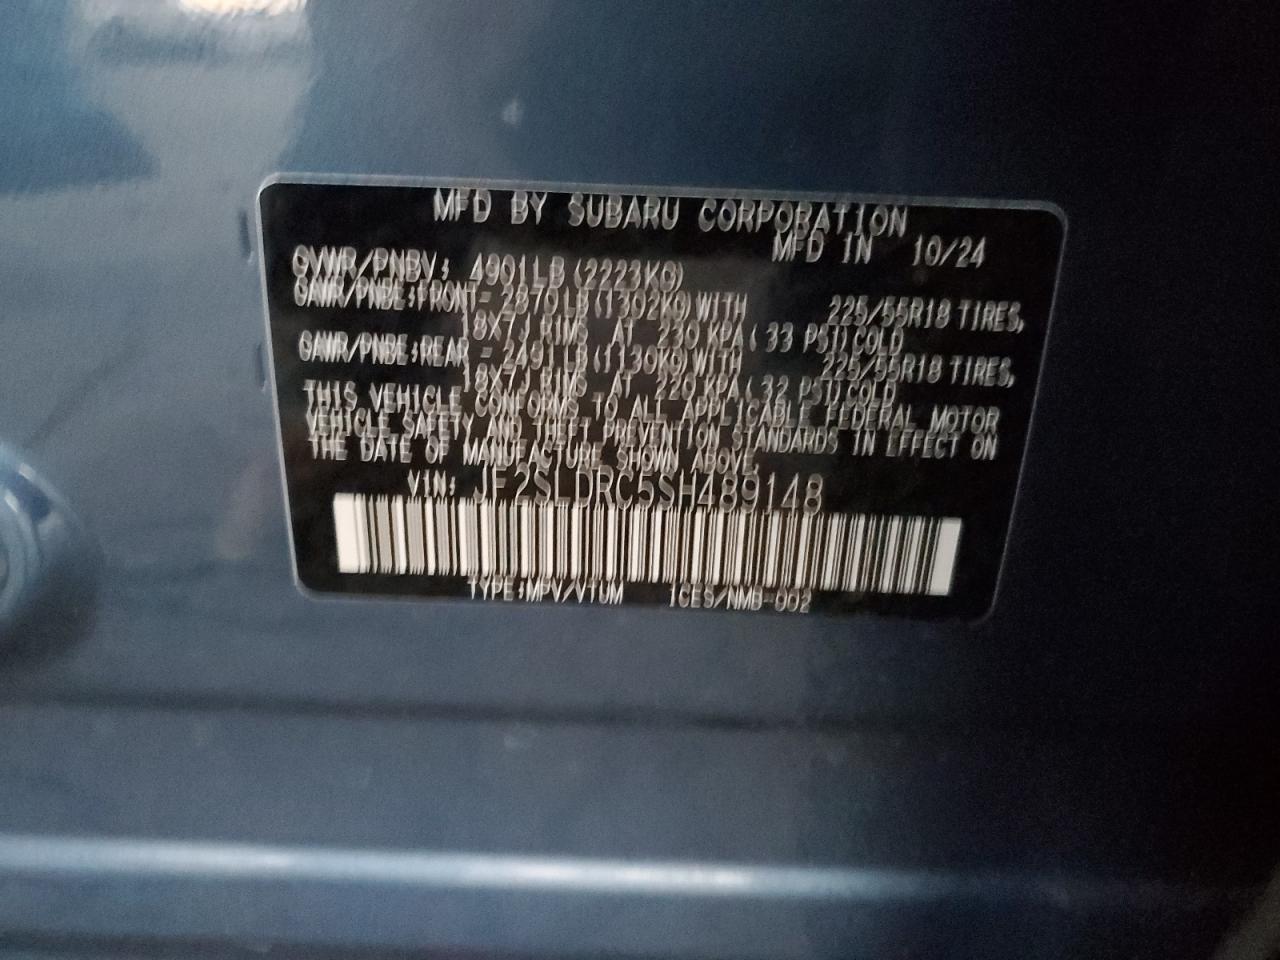 MFD BY SUBARU CORPORATION
MFD IN 10/24
GVWR/PNBV: 4901LB(2223KG)
GAWR/PNBE:FRONT- 2870LB(1302KG)WITH 225/55R18 TIRES,
18X7J RIMS AT 230 KPA( 33 PSI)COLD
GAWR/PNBE:REAR - 2491LB(1130KG)WITH 225/55R18 TIRES,
18X7J RIMS AT 220 KPA( 32 PSI)COLD
THIS VEHICLE CONFORMS TO ALL APPLICABLE FEDERAL MOTOR
VEHICLE SAFETY AND THEFT PREVENTION STANDARDS IN EFFECT ON
THE DATE OF MANUFACTURE SHOWN ABOVE.
VIN: JF2SLDRC5SH489148
TYPE:MPV/VTUM ICES/NMB-002